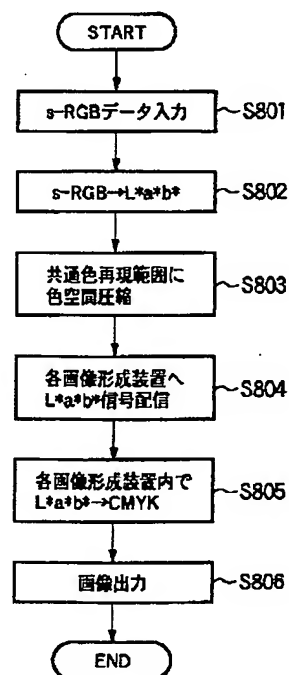 START
s-RGBデータ入力
S801
s-RGB→L*a*b*
S802
共通色再現範囲に
色空間圧縮
S803
各画像形成装置へ
L*a*b*信号配信
S804
各画像形成装置内で
L*a*b*→CMYK
S805
画像出力
S806
END